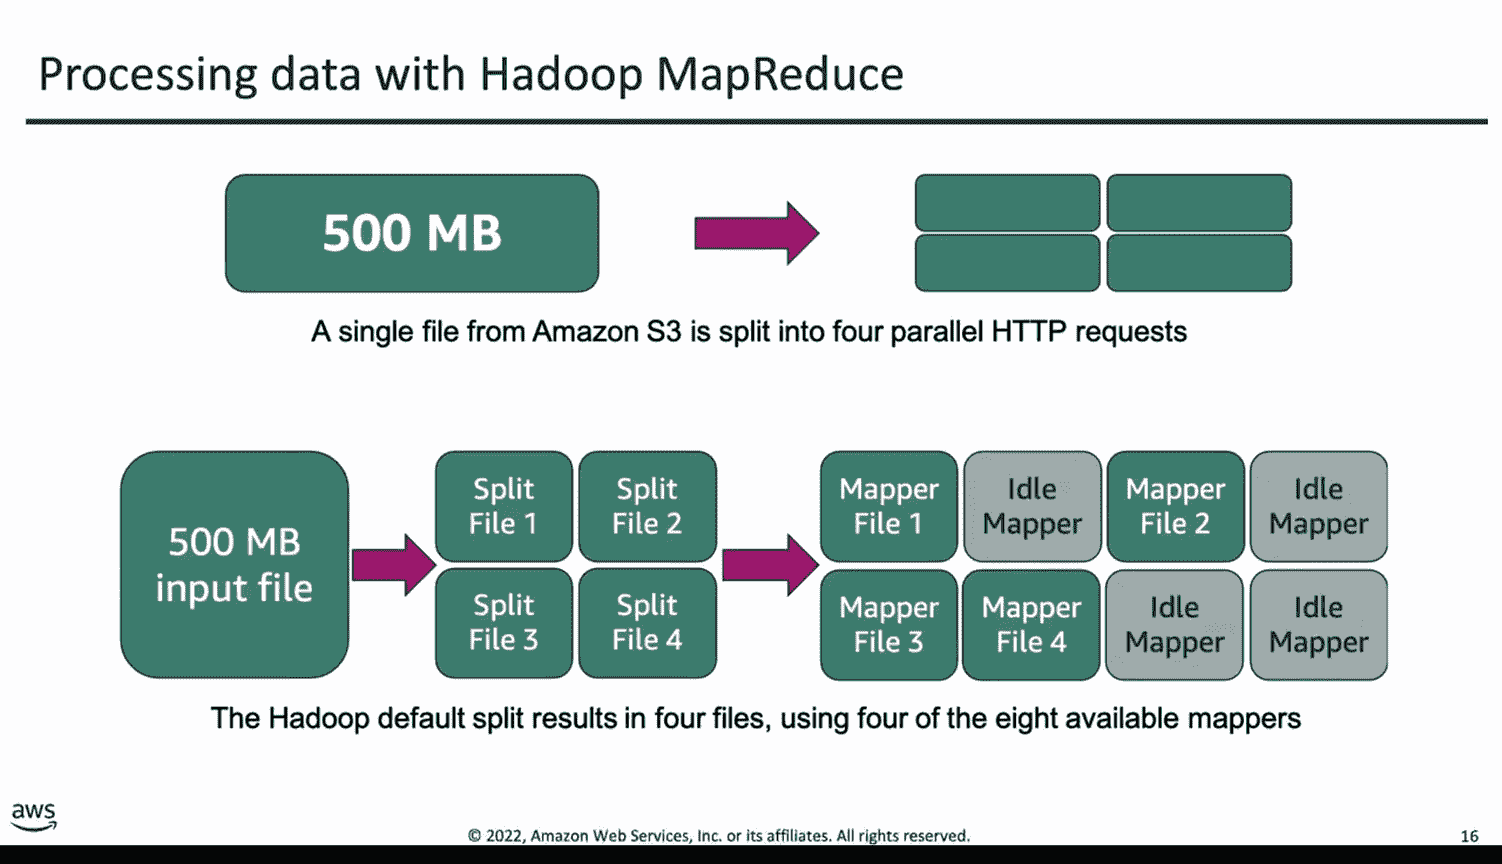 Processing data with Hadoop MapReduce
500 MB
A single file from Amazon S3 is split into four parallel HTTP requests
500 MB
input file
Split
File 1
Split
File 2
Split
File 3
Split
File 4
Mapper
File 1
Idle
Mapper
Mapper
File 2
Idle
Mapper
Mapper
File 3
Mapper
File 4
Idle
Mapper
Idle
Mapper
The Hadoop default split results in four files, using four of the eight available mappers
aws
© 2022, Amazon Web Services, Inc. or its affiliates. All rights reserved.
16